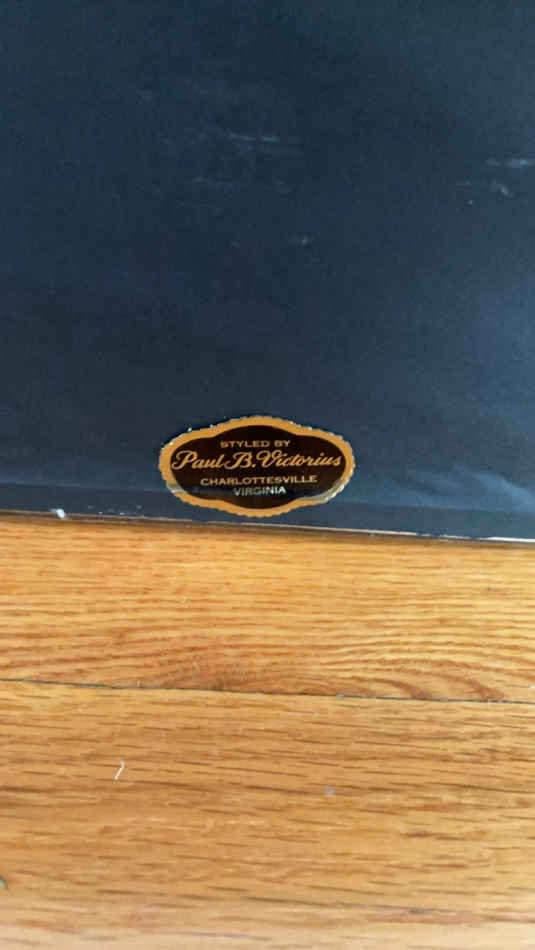 STYLED BY
Paul B. Victorius
CHARLOTTESVILLE
VIRGINIA